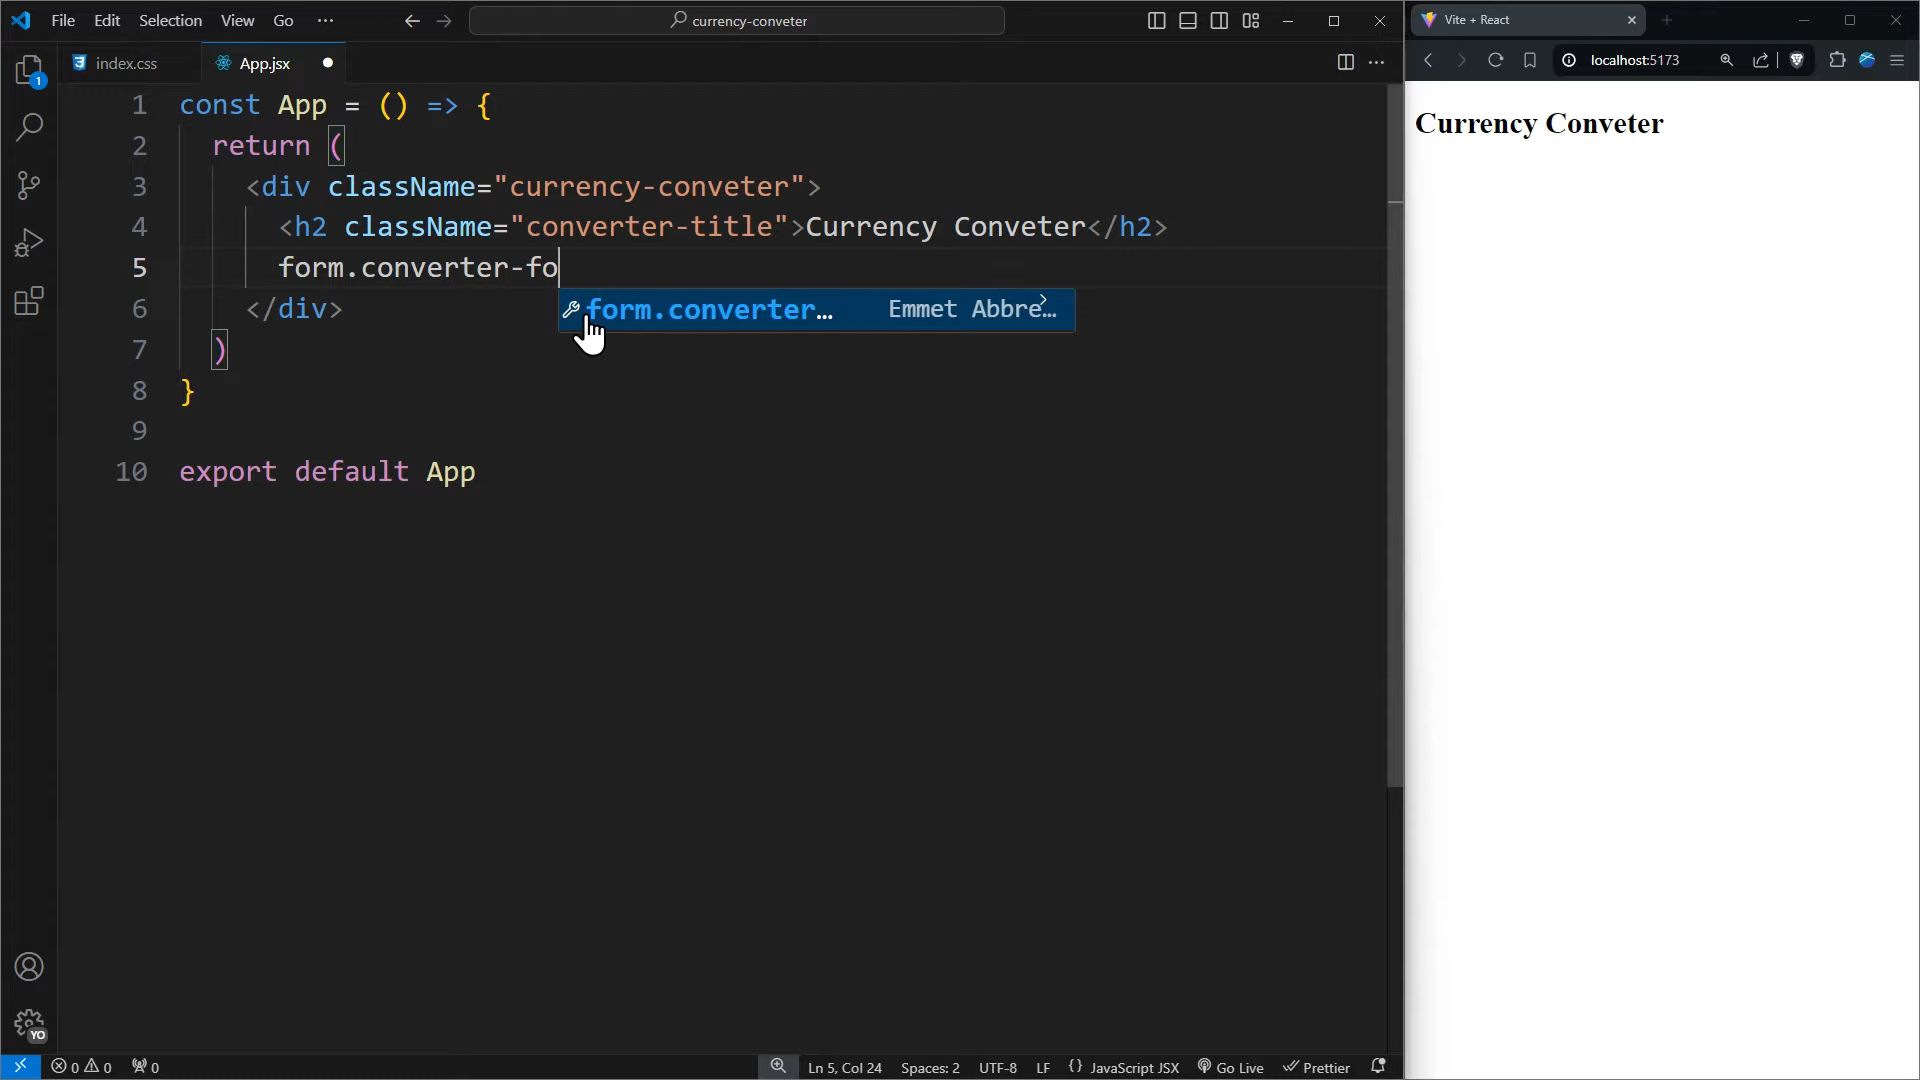 File Edit Selection View Go ··· currency-conveter
Vite + React
localhost:5173
index.css App.jsx
1 const App = () => {
2 return (
3 <div className="currency-conveter">
4 <h2 className="converter-title">Currency Conveter</h2>
5 form.converter-fo
form.converter… Emmet Abbre…
6 </div>
7 )
8 }
9
10 export default App
Currency Conveter
1
YO
0 0 0 Ln 5, Col 24 Spaces: 2 UTF-8 LF {} JavaScript JSX Go Live Prettier